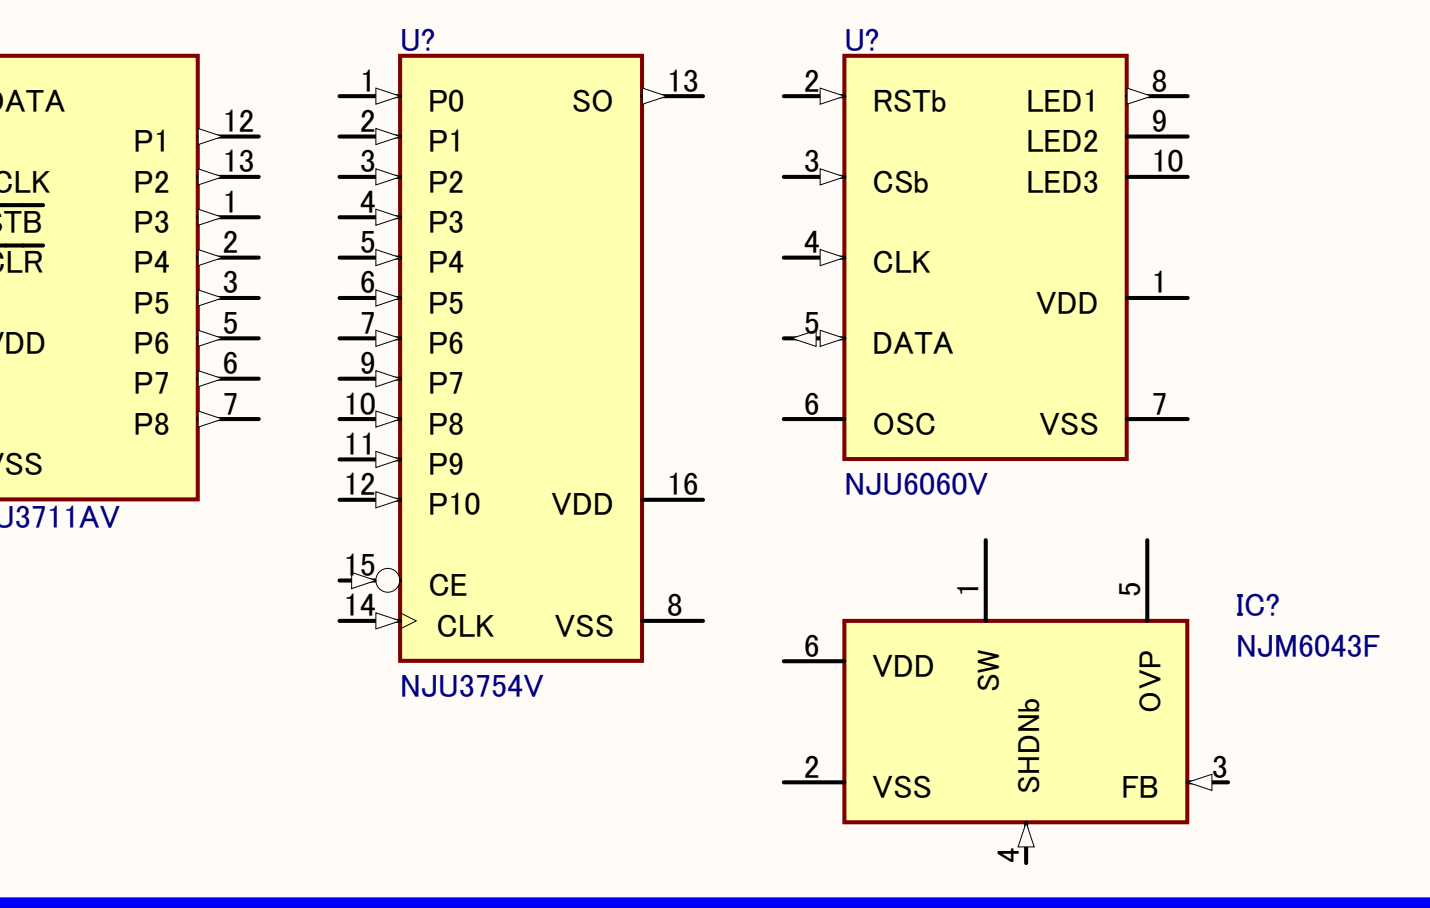 DATA
P1 12
CLK P2 13
STB P3 1
CLR P4 2
P5 3
VDD P6 5
P7 6
P8 7
VSS
U3711AV
U?
1 P0 SO 13
2 P1
3 P2
4 P3
5 P4
6 P5
7 P6
9 P7
10 P8
11 P9
12 P10 VDD 16
15 CE
14 CLK VSS 8
NJU3754V
U?
2 RSTb LED1 8
LED2 9
3 CSb LED3 10
4 CLK
VDD 1
5 DATA
6 OSC VSS 7
NJU6060V
IC?
NJM6043F
1 5
6 VDD SW OVP
SHDNb
2 VSS FB 3
4